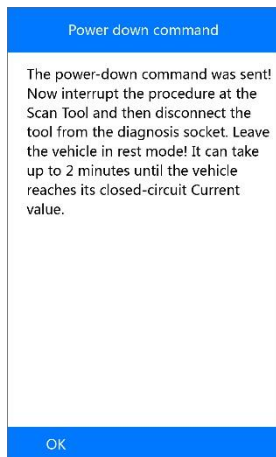 Power down command
The power-down command was sent!
Now interrupt the procedure at the
Scan Tool and then disconnect the
tool from the diagnosis socket. Leave
the vehicle in rest mode! It can take
up to 2 minutes until the vehicle
reaches its closed-circuit Current
value.
OK